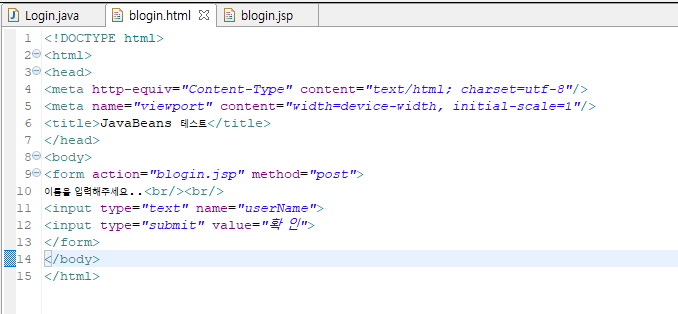 Login.java blogin.html blogin.jsp
1 <!DOCTYPE html>
2 <html>
3 <head>
4 <meta http-equiv="Content-Type" content="text/html; charset=utf-8"/>
5 <meta name="viewport" content="width=device-width, initial-scale=1"/>
6 <title>JavaBeans 테스트</title>
7 </head>
8 <body>
9 <form action="blogin.jsp" method="post">
10 이름을 입력해주세요..<br/><br/>
11 <input type="text" name="userName">
12 <input type="submit" value="확 인">
13 </form>
14 </body>
15 </html>